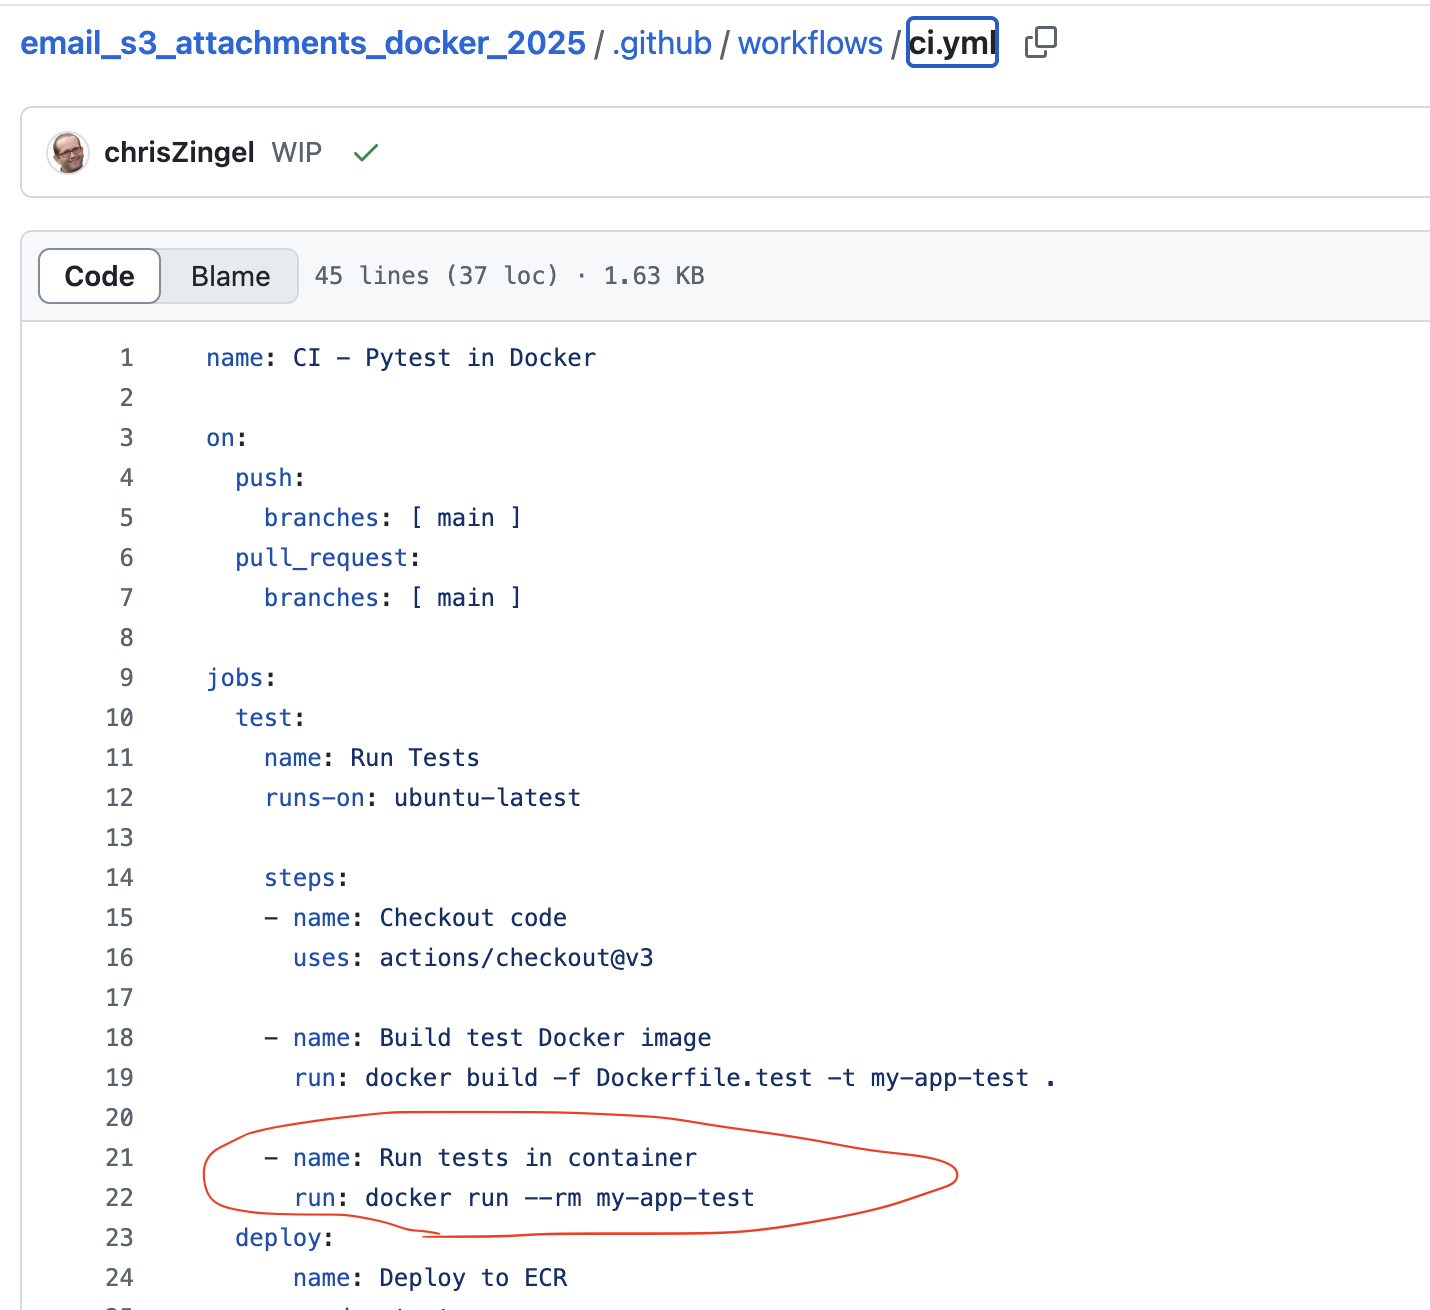 email_s3_attachments_docker_2025 / .github / workflows / ci.yml
chrisZingel WIP
Code Blame 45 lines (37 loc) · 1.63 KB
1 name: CI - Pytest in Docker
2
3 on:
4 push:
5 branches: [ main ]
6 pull_request:
7 branches: [ main ]
8
9 jobs:
10 test:
11 name: Run Tests
12 runs-on: ubuntu-latest
13
14 steps:
15 - name: Checkout code
16 uses: actions/checkout@v3
17
18 - name: Build test Docker image
19 run: docker build -f Dockerfile.test -t my-app-test .
20
21 - name: Run tests in container
22 run: docker run --rm my-app-test
23 deploy:
24 name: Deploy to ECR